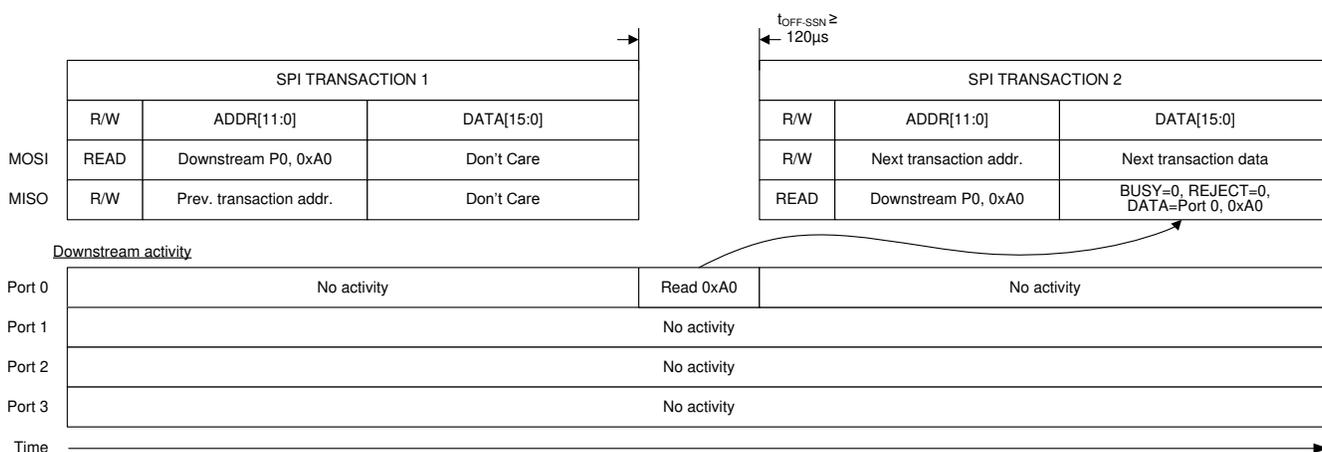 tOFF-SSN ≥
120µs
SPI TRANSACTION 1
SPI TRANSACTION 2
R/W ADDR[11:0] DATA[15:0]
R/W ADDR[11:0] DATA[15:0]
MOSI READ Downstream P0, 0xA0 Don't Care
R/W Next transaction addr. Next transaction data
MISO R/W Prev. transaction addr. Don't Care
READ Downstream P0, 0xA0 BUSY=0, REJECT=0,
DATA=Port 0, 0xA0
Downstream activity
Port 0 No activity Read 0xA0 No activity
Port 1 No activity
Port 2 No activity
Port 3 No activity
Time